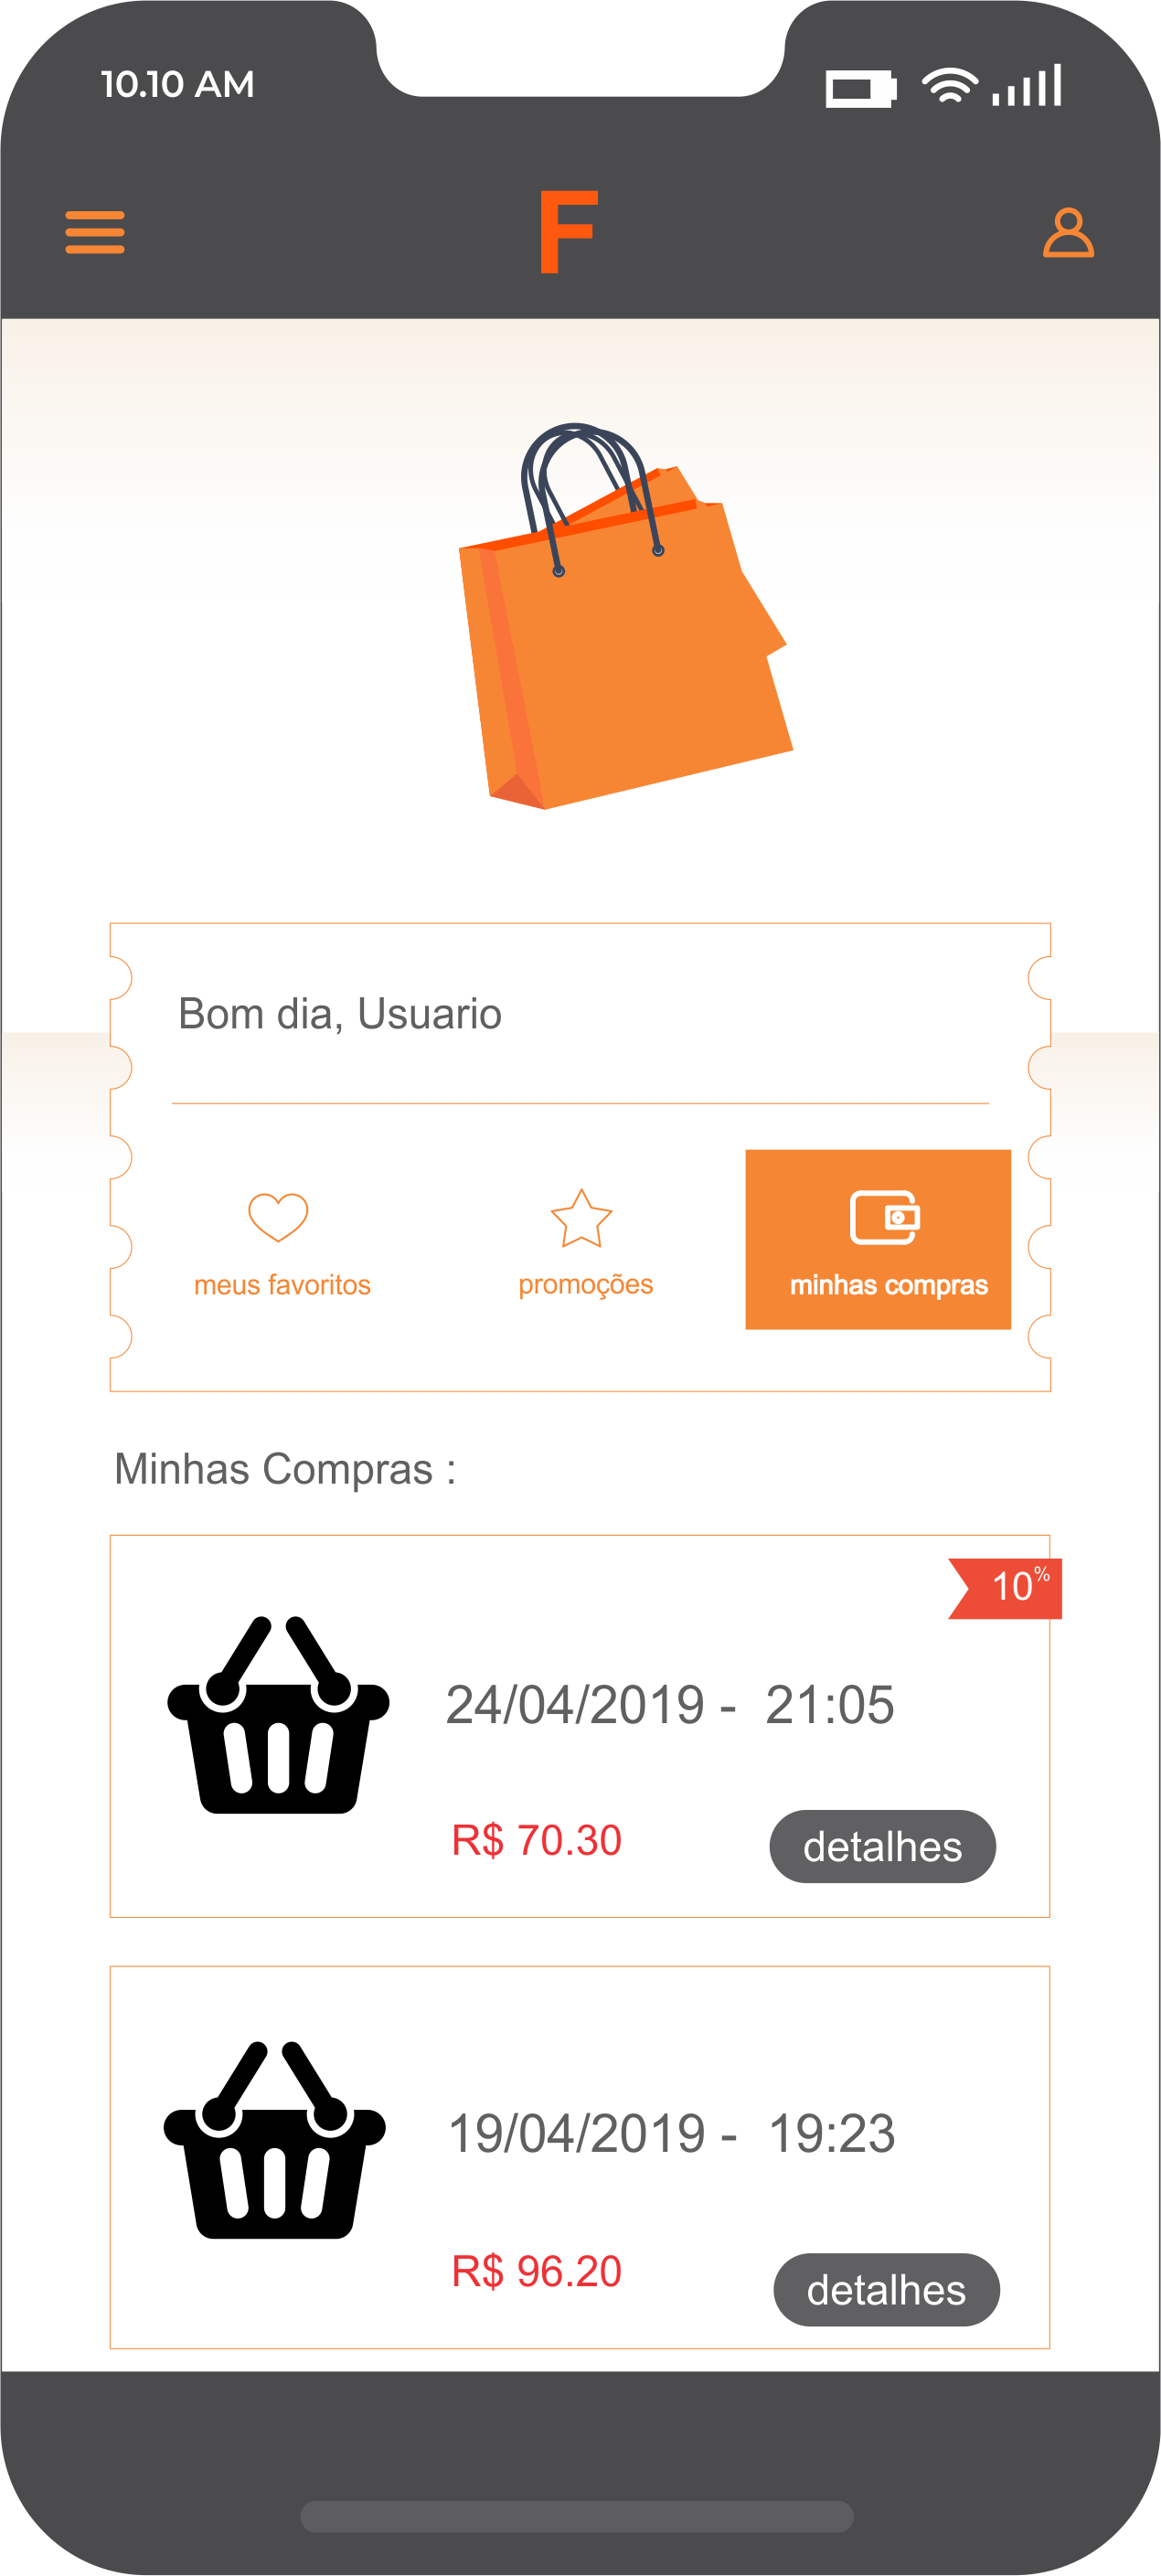 10.10 AM
F
Bom dia, Usuario
meus favoritos
promoções
minhas compras
Minhas Compras :
10%
24/04/2019 - 21:05
R$ 70.30
detalhes
19/04/2019 - 19:23
R$ 96.20
detalhes